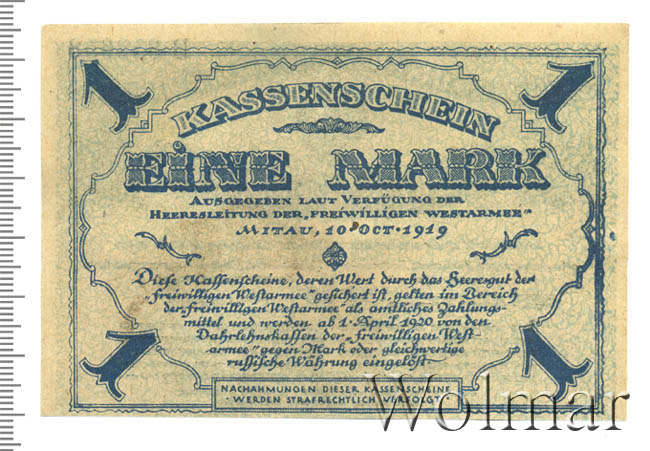 1 1
KASSENSCHEIN
EINE MARK
AUSGEGEBEN LAUT VERFÜGUNG DER
HEERESLEITUNG DER „FREIWILLIGEN WESTARMEE"
MITAU, 10·OCT·1919
Diese Kassenscheine, deren Wert durch das Heeresgut der
„freiwilligen Westarmee" gesichert ist, gelten im Bereich
der „freiwilligen Westarmee" als amtliches Zahlungs-
mittel und werden ab 1·April 1920 von den
Darlehnskassen der „freiwilligen West-
armee" gegen Mark oder gleichwertige
russische Währung eingelöst-
1 1
NACHAHMUNGEN DIESER KASSENSCHEINE
·WERDEN STRAFRECHTLICH VERFOLGT·
Wolmar